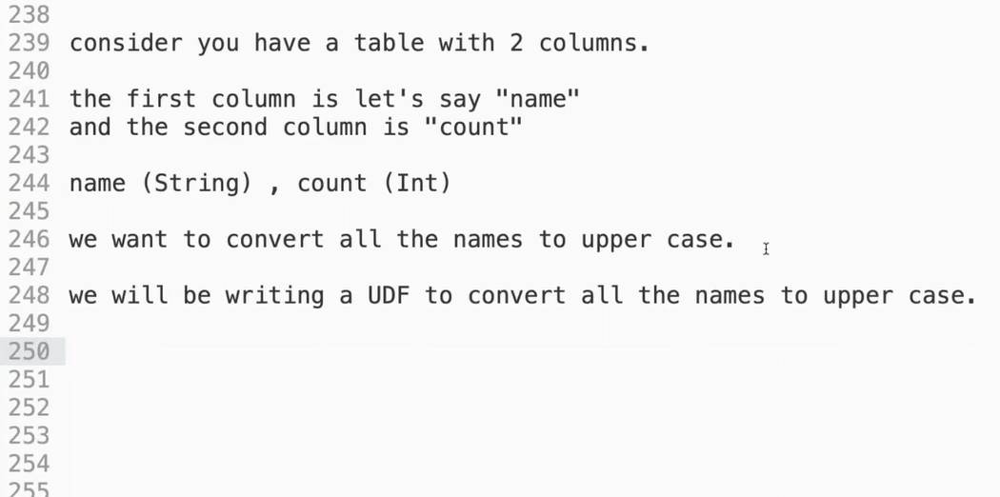 238
239 consider you have a table with 2 columns.
240
241 the first column is let's say "name"
242 and the second column is "count"
243
244 name (String) , count (Int)
245
246 we want to convert all the names to upper case.
247
248 we will be writing a UDF to convert all the names to upper case.
249
250
251
252
253
254
255